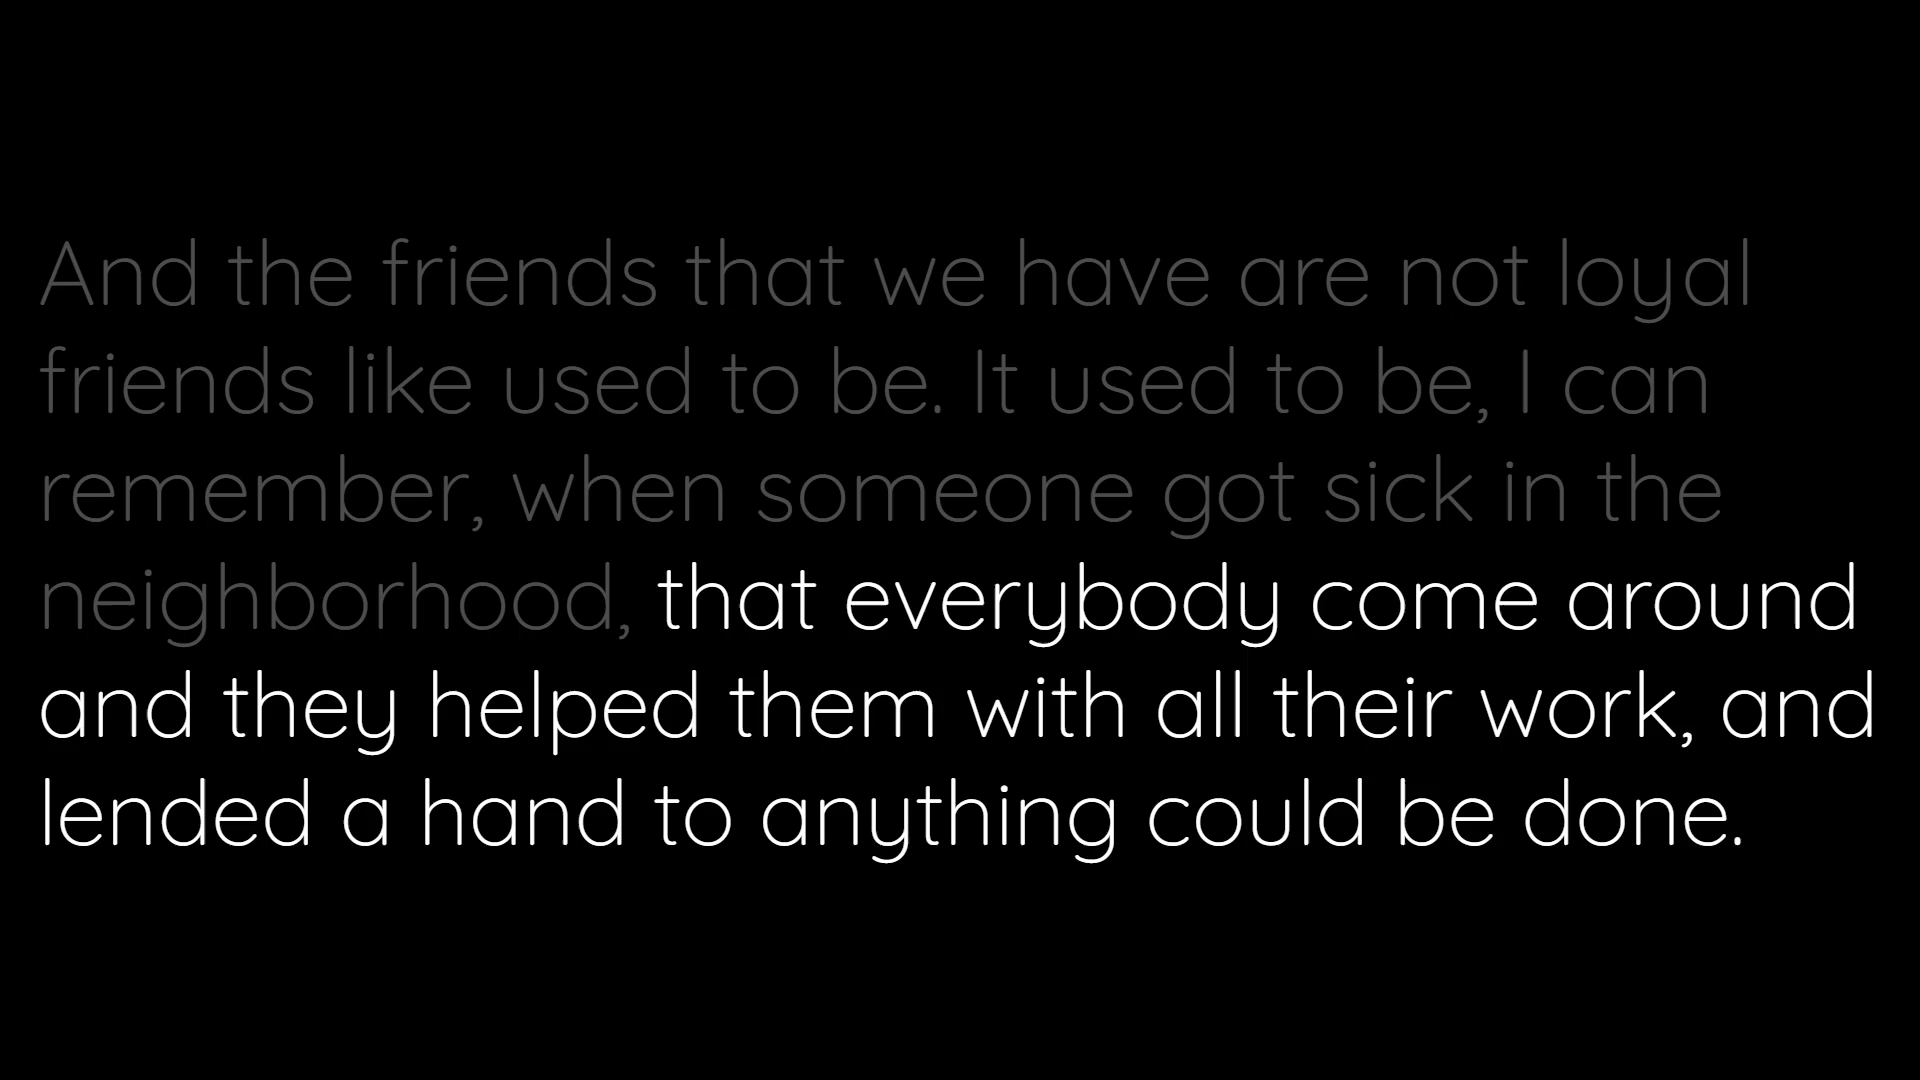 And the friends that we have are not loyal
friends like used to be. It used to be, I can
remember, when someone got sick in the
neighborhood, that everybody come around
and they helped them with all their work, and
lended a hand to anything could be done.